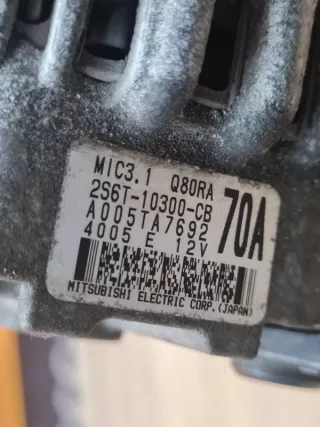 MIC3.1 Q80RA
2S6T-10300-CB 70A
A005TA7692
4005 E 12V
MITSUBISHI ELECTRIC CORP.(JAPAN)